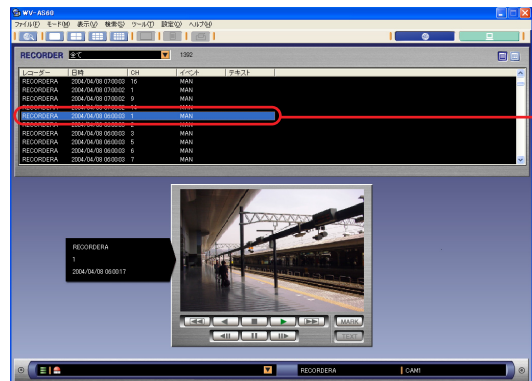 WV-AS60
ファイル(F) モード(M) 表示(V) 検索(S) ツール(T) 設定(O) ヘルプ(H)
RECORDER 全て 1392
レコーダー 日時 CH イベント テキスト
RECORDERA 2004/04/08 07:00:03 16 MAN
RECORDERA 2004/04/08 07:00:02 1 MAN
RECORDERA 2004/04/08 07:00:02 9 MAN
RECORDERA 2004/04/08 06:00:03 1 MAN
RECORDERA 2004/04/08 06:00:03 3 MAN
RECORDERA 2004/04/08 06:00:03 5 MAN
RECORDERA 2004/04/08 06:00:03 6 MAN
RECORDERA 2004/04/08 06:00:03 7 MAN
RECORDERA
1
2004/04/08 06:00:17
MARK
TEXT
RECORDERA CAM1